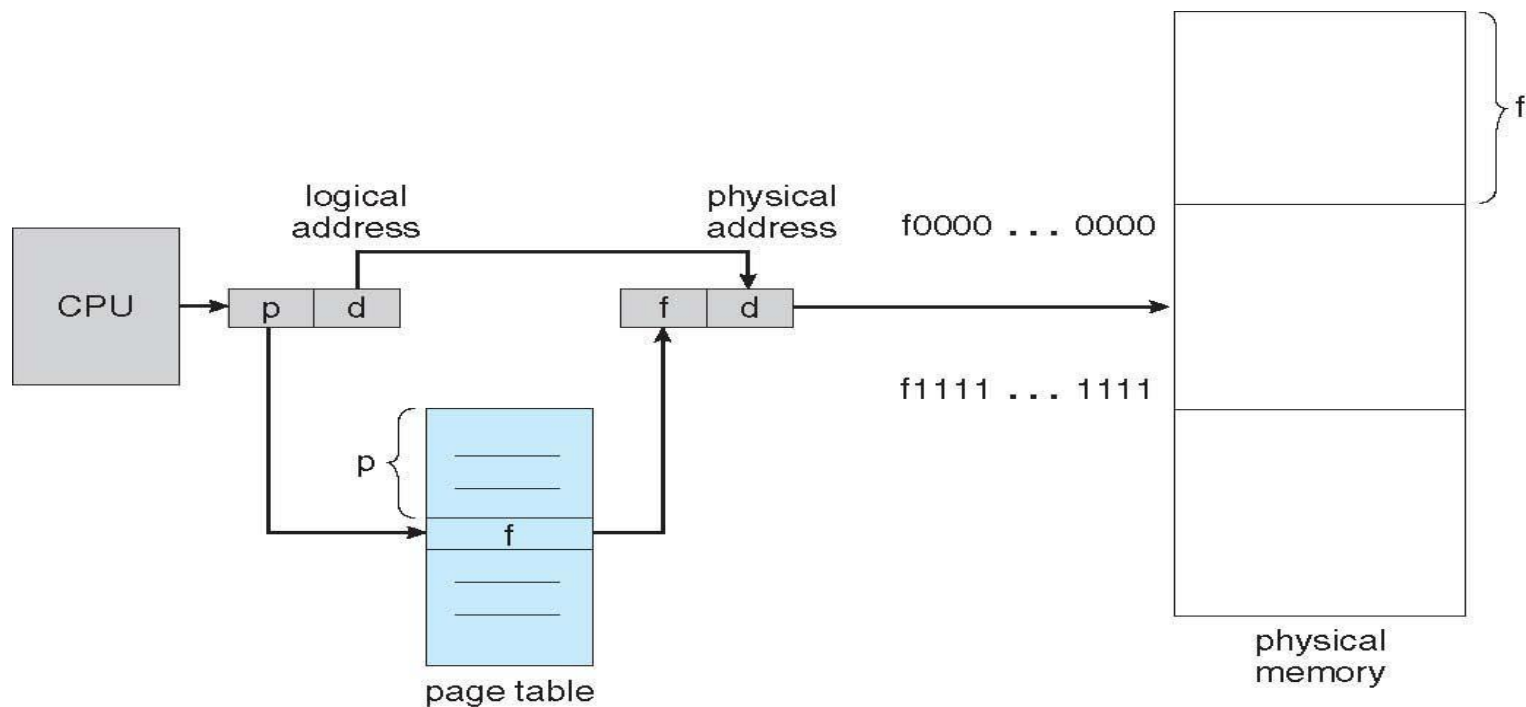 f
logical
address
physical
address
f0000 ... 0000
CPU
p d
f d
f1111 ... 1111
p
f
physical
memory
page table